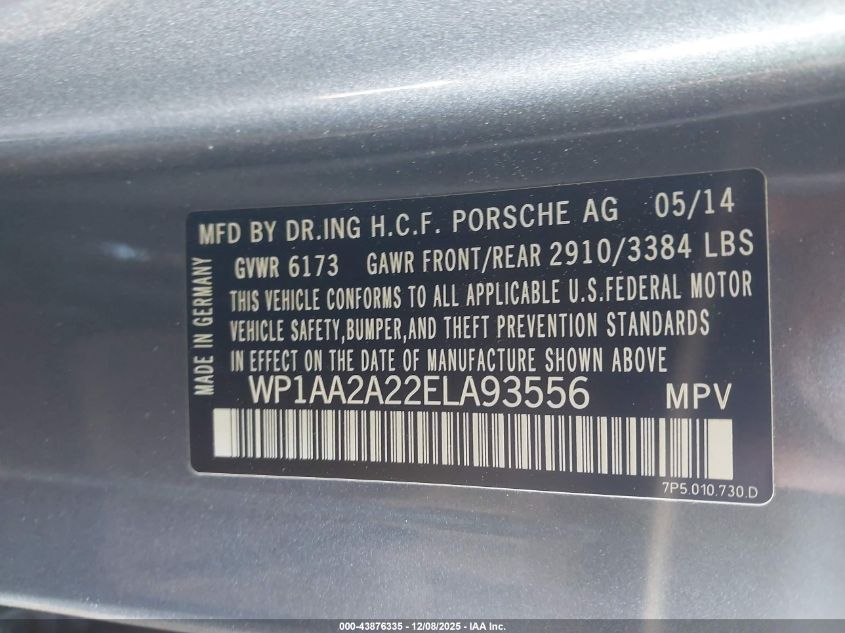 MFD BY DR.ING H.C.F. PORSCHE AG 05/14
GVWR 6173 GAWR FRONT/REAR 2910/3384 LBS
THIS VEHICLE CONFORMS TO ALL APPLICABLE U.S.FEDERAL MOTOR
VEHICLE SAFETY,BUMPER,AND THEFT PREVENTION STANDARDS
IN EFFECT ON THE DATE OF MANUFACTURE SHOWN ABOVE
MADE IN GERMANY
WP1AA2A22ELA93556 MPV
7P5.010.730.D
000-43876335 - 12/08/2025 - IAA Inc.